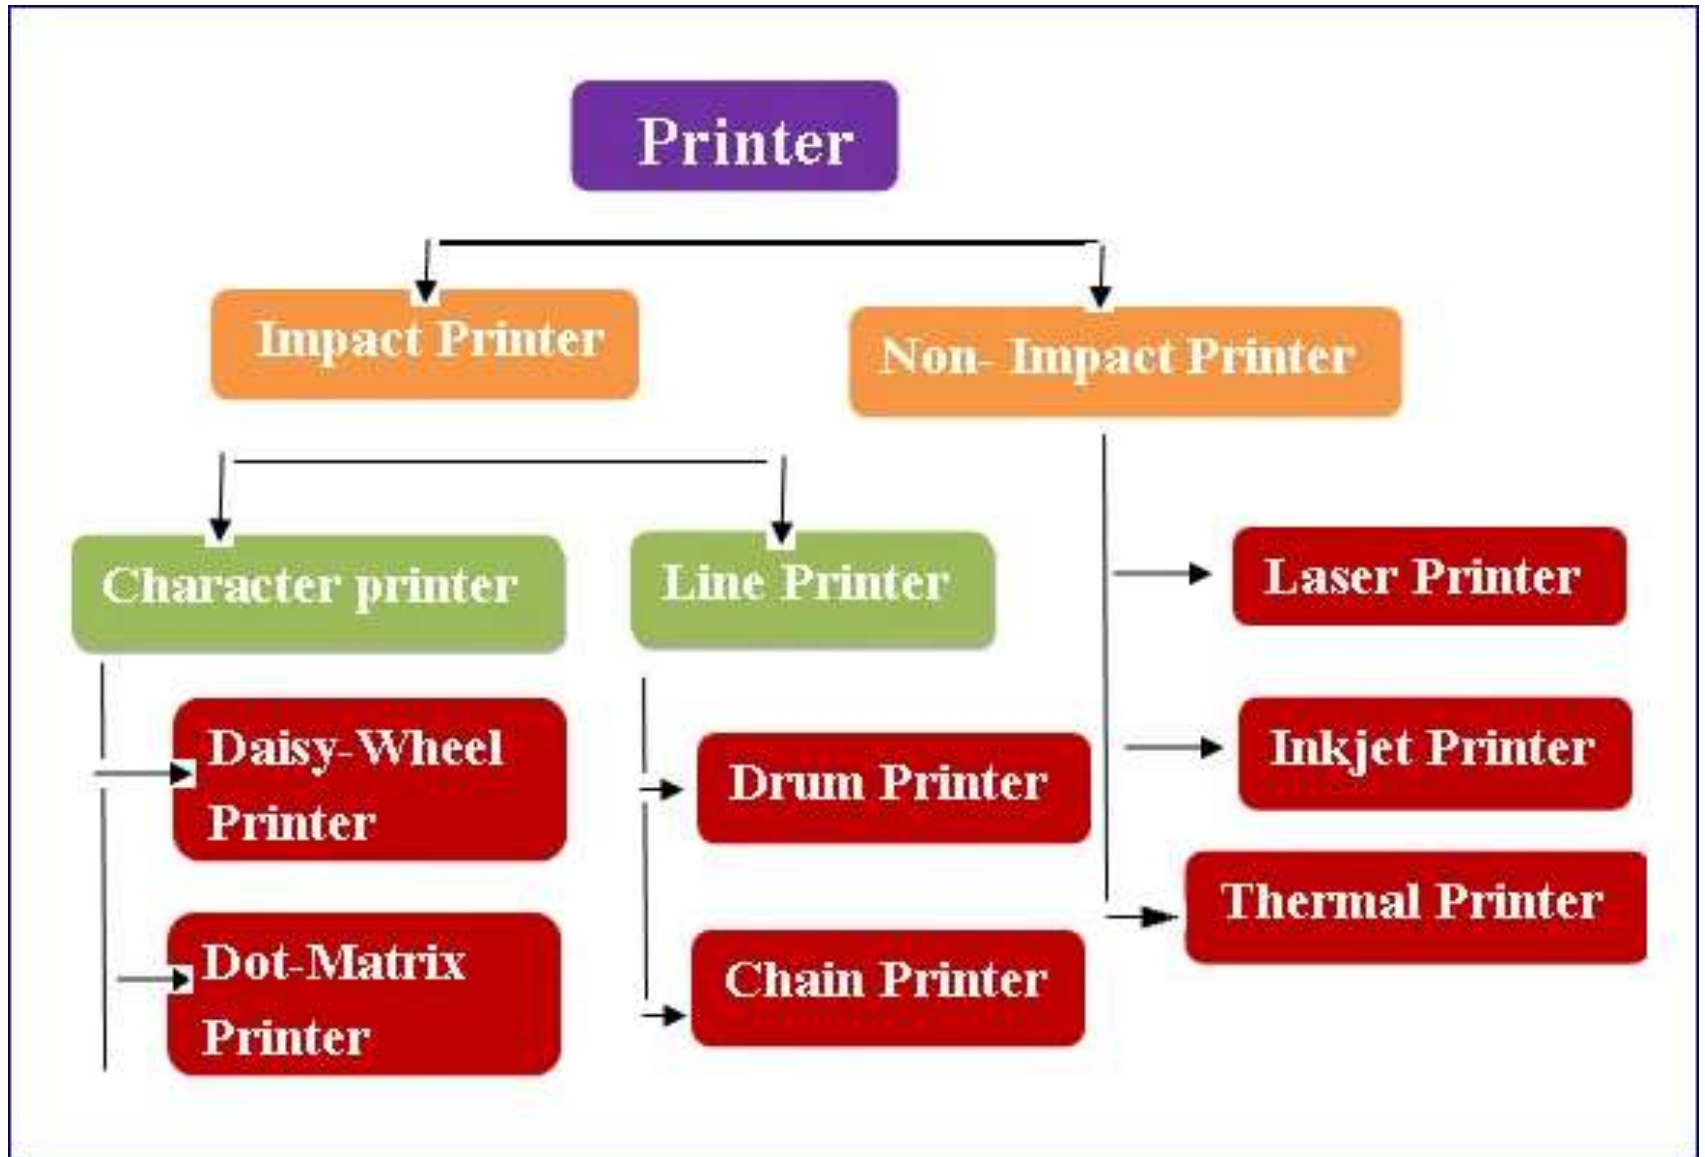 Printer
Impact Printer
Non- Impact Printer
Character printer
Line Printer
Laser Printer
Daisy-Wheel
Printer
Drum Printer
Inkjet Printer
Dot-Matrix
Printer
Chain Printer
Thermal Printer